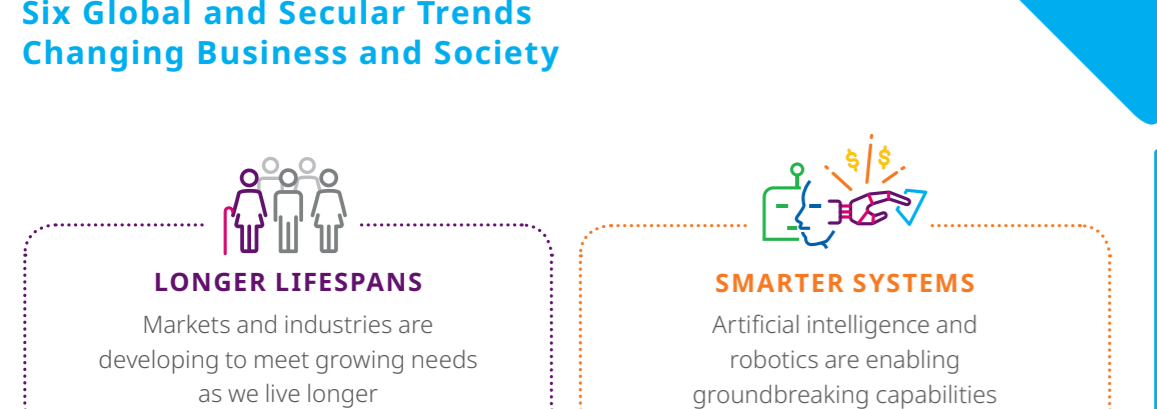 Six Global and Secular Trends
Changing Business and Society
$ $
LONGER LIFESPANS
Markets and industries are
developing to meet growing needs
as we live longer
SMARTER SYSTEMS
Artificial intelligence and
robotics are enabling
groundbreaking capabilities